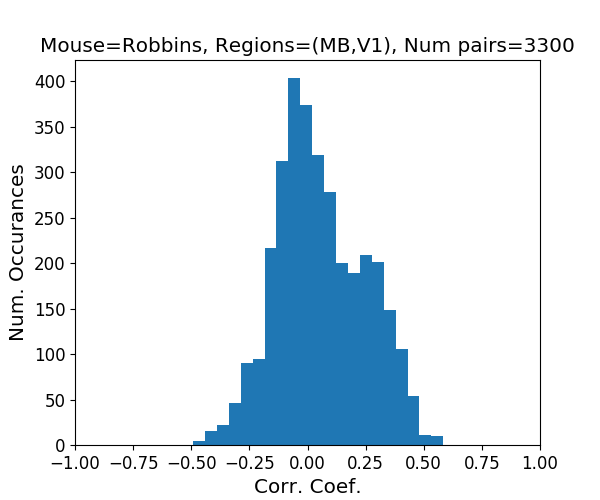 Mouse=Robbins, Regions=(MB,V1), Num pairs=3300
400
350
300
250
200
150
100
50
0
Num. Occurances
−1.00 −0.75 −0.50 −0.25 0.00 0.25 0.50 0.75 1.00
Corr. Coef.